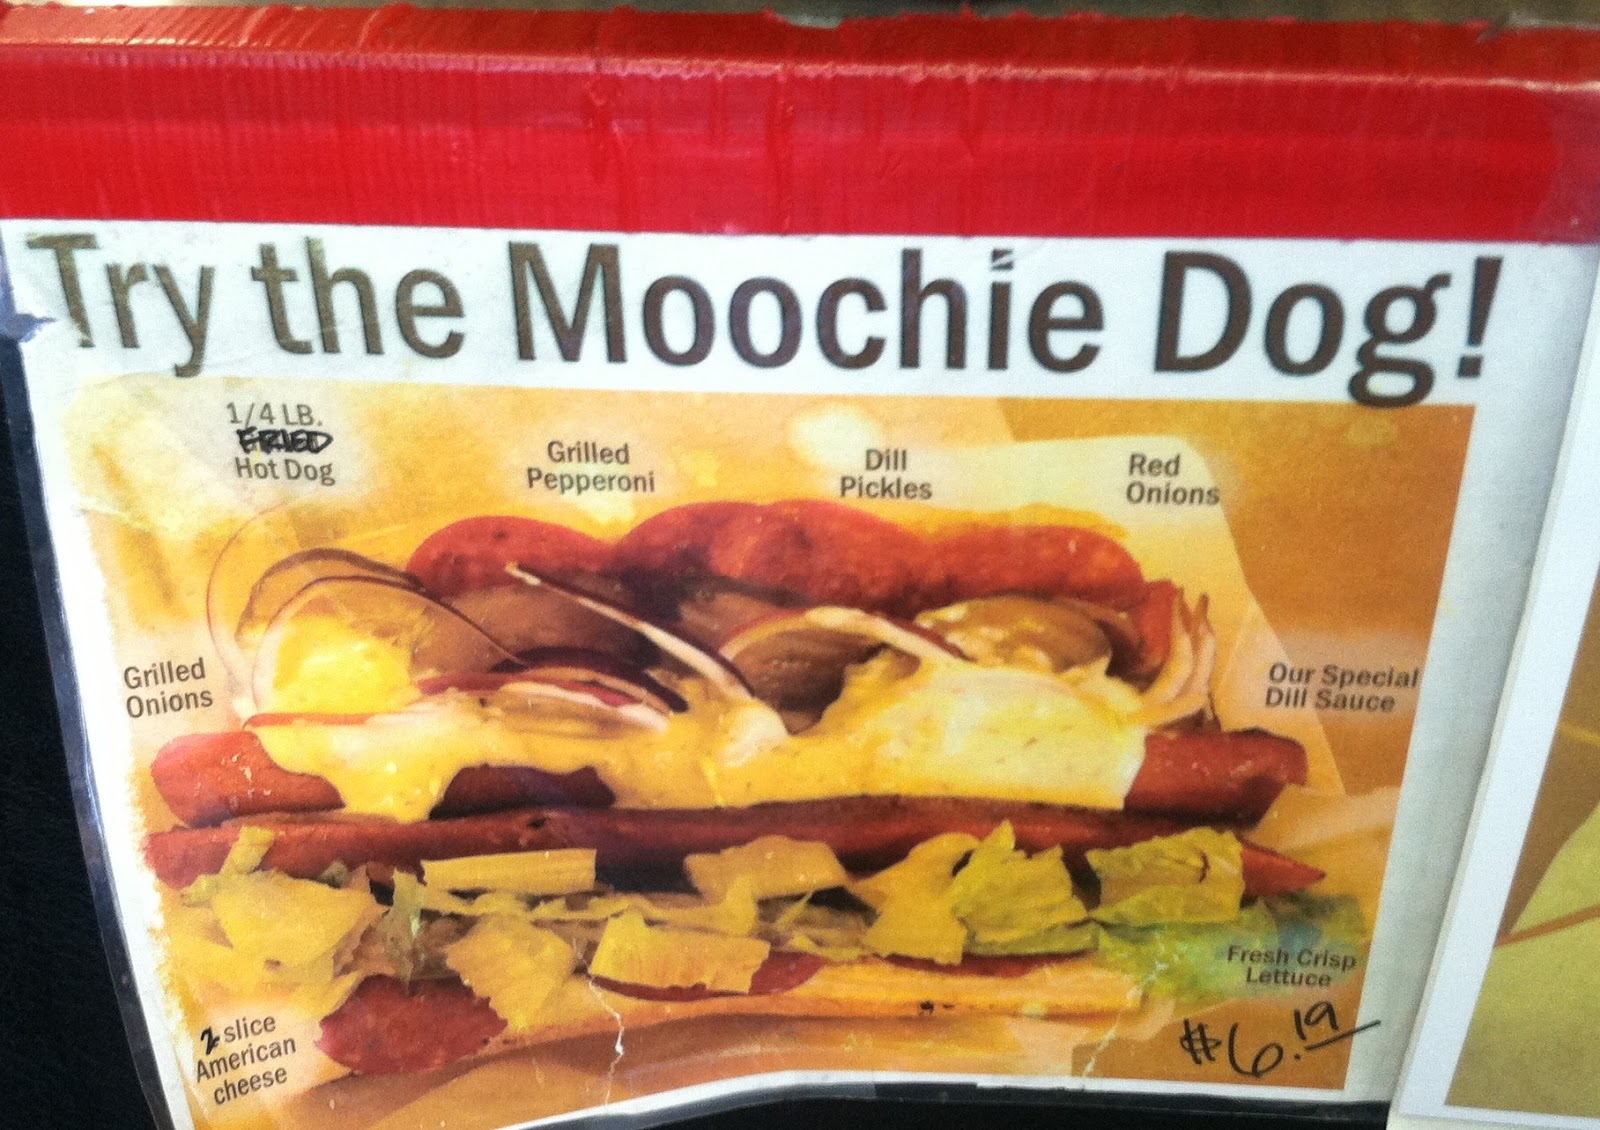 Try the Moochie Dog!
1/4 LB.
FRIED
Hot Dog
Grilled
Pepperoni
Dill
Pickles
Red
Onions
Grilled
Onions
Our Special
Dill Sauce
Fresh Crisp
Lettuce
2 slice
American
cheese
$6.19